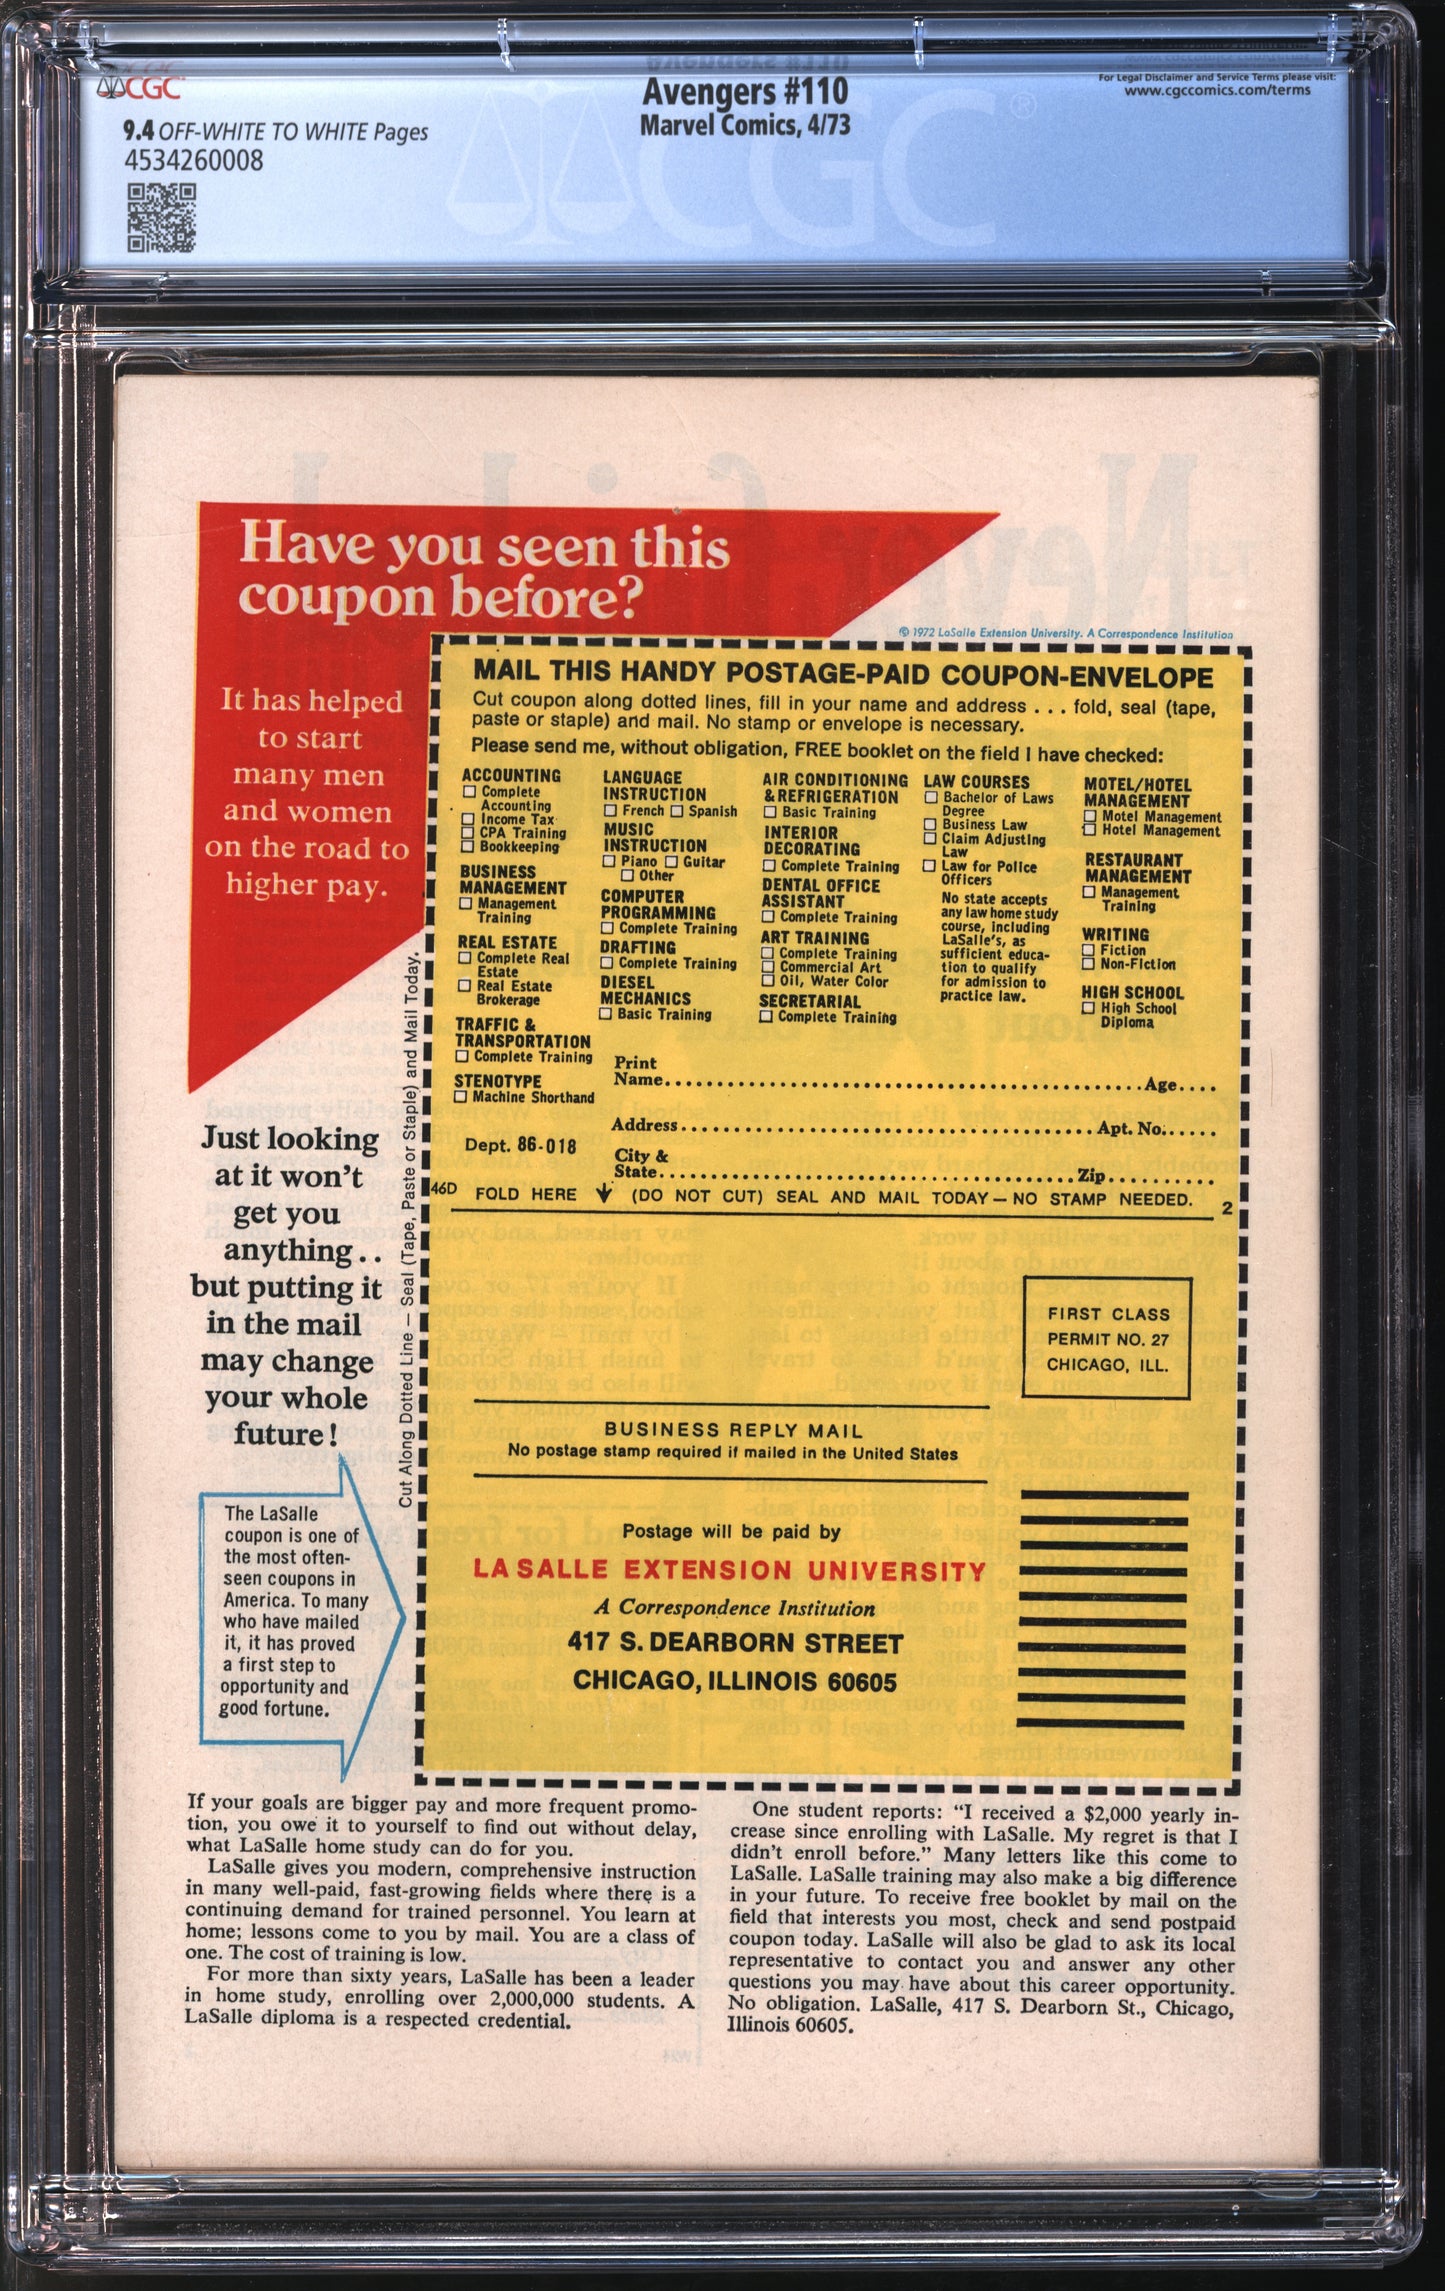 CGC
Avengers #110
Marvel Comics, 4/73
For Legal Disclaimer and Service Terms please visit:
www.cgccomics.com/terms
9.4 OFF-WHITE TO WHITE Pages
4534260008
CGC ®
Have you seen this
coupon before?
It has helped
to start
many men
and women
on the road to
higher pay.
Just looking
at it won't
get you
anything . .
but putting it
in the mail
may change
your whole
future!
The LaSalle
coupon is one of
the most often-
seen coupons in
America. To many
who have mailed
it, it has proved
a first step to
opportunity and
good fortune.
© 1972 LaSalle Extension University. A Correspondence Institution
Cut Along Dotted Line — Seal (Tape, Paste or Staple) and Mail Today.
MAIL THIS HANDY POSTAGE-PAID COUPON-ENVELOPE
Cut coupon along dotted lines, fill in your name and address . . . fold, seal (tape,
paste or staple) and mail. No stamp or envelope is necessary.
Please send me, without obligation, FREE booklet on the field I have checked:
ACCOUNTING
☐ Complete
Accounting
☐ Income Tax
☐ CPA Training
☐ Bookkeeping
BUSINESS
MANAGEMENT
☐ Management
Training
REAL ESTATE
☐ Complete Real
Estate
☐ Real Estate
Brokerage
TRAFFIC &
TRANSPORTATION
☐ Complete Training
STENOTYPE
☐ Machine Shorthand
LANGUAGE
INSTRUCTION
☐ French ☐ Spanish
MUSIC
INSTRUCTION
☐ Piano ☐ Guitar
☐ Other
COMPUTER
PROGRAMMING
☐ Complete Training
DRAFTING
☐ Complete Training
DIESEL
MECHANICS
☐ Basic Training
AIR CONDITIONING
& REFRIGERATION
☐ Basic Training
INTERIOR
DECORATING
☐ Complete Training
DENTAL OFFICE
ASSISTANT
☐ Complete Training
ART TRAINING
☐ Complete Training
☐ Commercial Art
☐ Oil, Water Color
SECRETARIAL
☐ Complete Training
LAW COURSES
☐ Bachelor of Laws
Degree
☐ Business Law
☐ Claim Adjusting
Law
☐ Law for Police
Officers
No state accepts
any law home study
course, including
LaSalle's, as
sufficient educa-
tion to qualify
for admission to
practice law.
MOTEL/HOTEL
MANAGEMENT
☐ Motel Management
☐ Hotel Management
RESTAURANT
MANAGEMENT
☐ Management
Training
WRITING
☐ Fiction
☐ Non-Fiction
HIGH SCHOOL
☐ High School
Diploma
Print
Name........ Age....
Address........ Apt. No......
City &
State........ Zip........
Dept. 86-018
46D FOLD HERE ↓ (DO NOT CUT) SEAL AND MAIL TODAY — NO STAMP NEEDED. 2
FIRST CLASS
PERMIT NO. 27
CHICAGO, ILL.
BUSINESS REPLY MAIL
No postage stamp required if mailed in the United States
Postage will be paid by
LA SALLE EXTENSION UNIVERSITY
A Correspondence Institution
417 S. DEARBORN STREET
CHICAGO, ILLINOIS 60605
If your goals are bigger pay and more frequent promo-
tion, you owe it to yourself to find out without delay,
what LaSalle home study can do for you.
LaSalle gives you modern, comprehensive instruction
in many well-paid, fast-growing fields where there is a
continuing demand for trained personnel. You learn at
home; lessons come to you by mail. You are a class of
one. The cost of training is low.
For more than sixty years, LaSalle has been a leader
in home study, enrolling over 2,000,000 students. A
LaSalle diploma is a respected credential.
One student reports: "I received a $2,000 yearly in-
crease since enrolling with LaSalle. My regret is that I
didn't enroll before." Many letters like this come to
LaSalle. LaSalle training may also make a big difference
in your future. To receive free booklet by mail on the
field that interests you most, check and send postpaid
coupon today. LaSalle will also be glad to ask its local
representative to contact you and answer any other
questions you may have about this career opportunity.
No obligation. LaSalle, 417 S. Dearborn St., Chicago,
Illinois 60605.